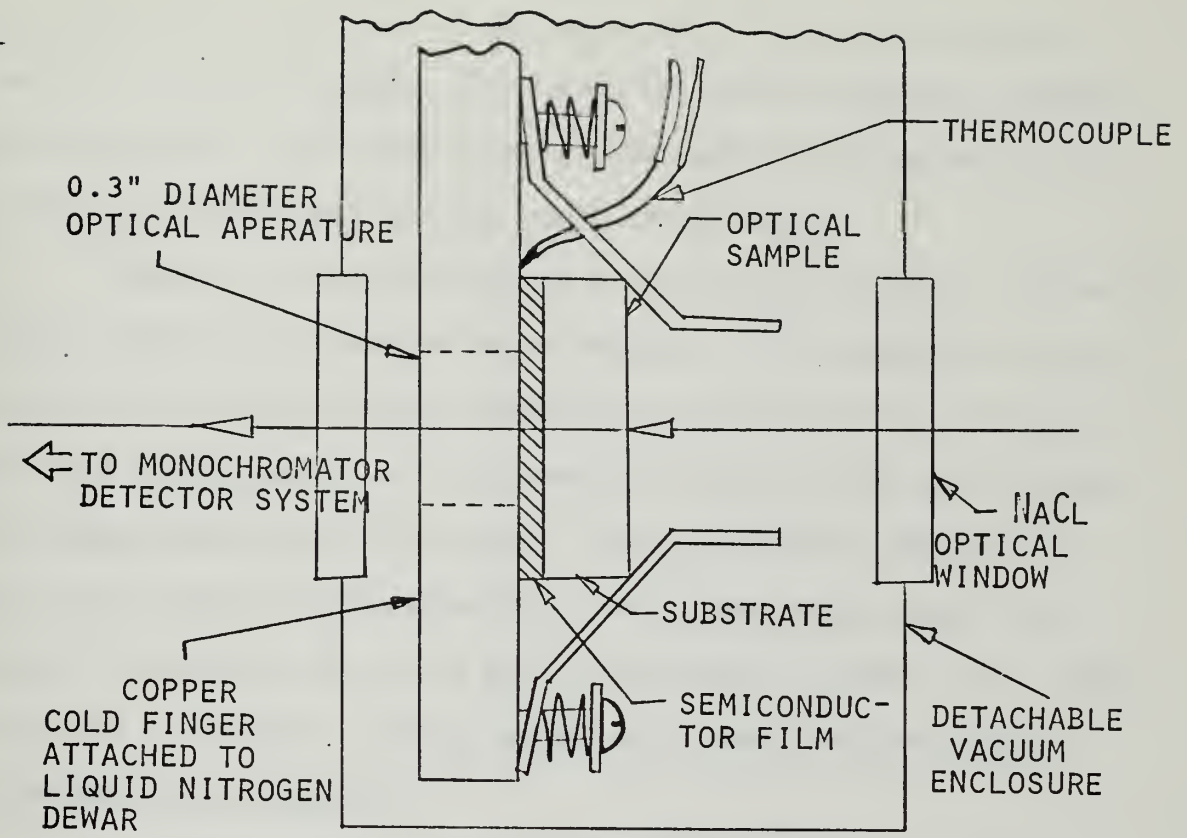 THERMOCOUPLE
0.3" DIAMETER
OPTICAL APERATURE
OPTICAL
SAMPLE
TO MONOCHROMATOR
DETECTOR SYSTEM
NaCl
OPTICAL
WINDOW
SUBSTRATE
COPPER
COLD FINGER
ATTACHED TO
LIQUID NITROGEN
DEWAR
SEMICONDUC-
TOR FILM
DETACHABLE
VACUUM
ENCLOSURE